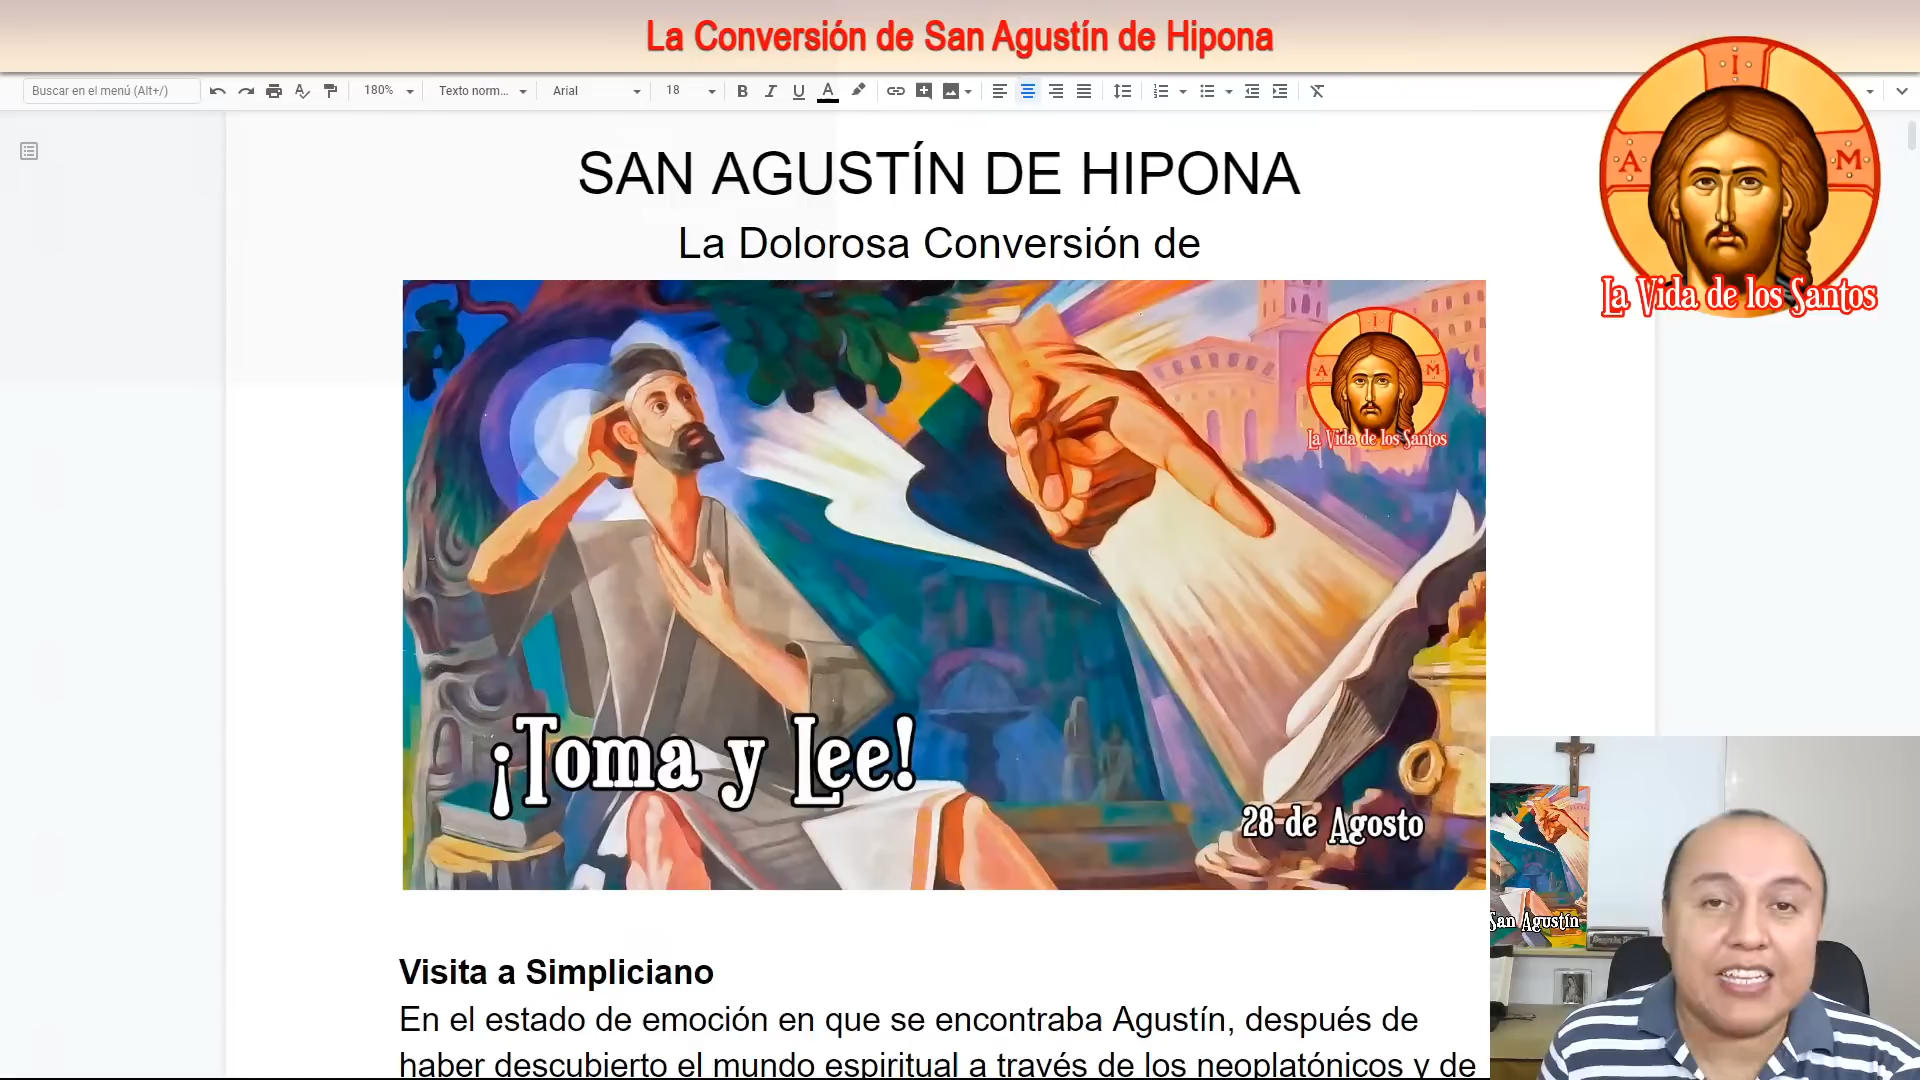 La Conversión de San Agustín de Hipona
Buscar en el menú (Alt+/)
180%
Texto norm...
Arial
18
B
I
U
A
I
A
M
La Vida de los Santos
SAN AGUSTÍN DE HIPONA
La Dolorosa Conversión de
I
A
M
La Vida de los Santos
¡Toma y Lee!
28 de Agosto
San Agustín
Visita a Simpliciano
En el estado de emoción en que se encontraba Agustín, después de
haber descubierto el mundo espiritual a través de los neoplatónicos y de